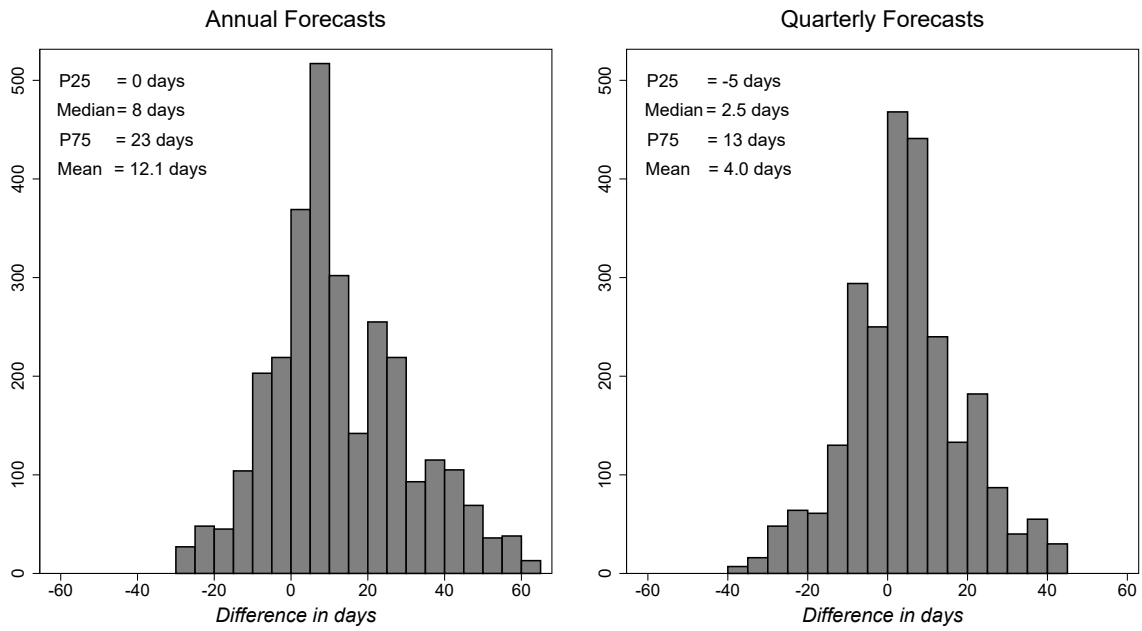 Annual Forecasts
P25 = 0 days
Median = 8 days
P75 = 23 days
Mean = 12.1 days
500
400
300
200
100
0
-60 -40 -20 0 20 40 60
Difference in days
Quarterly Forecasts
P25 = -5 days
Median = 2.5 days
P75 = 13 days
Mean = 4.0 days
500
400
300
200
100
0
-60 -40 -20 0 20 40 60
Difference in days